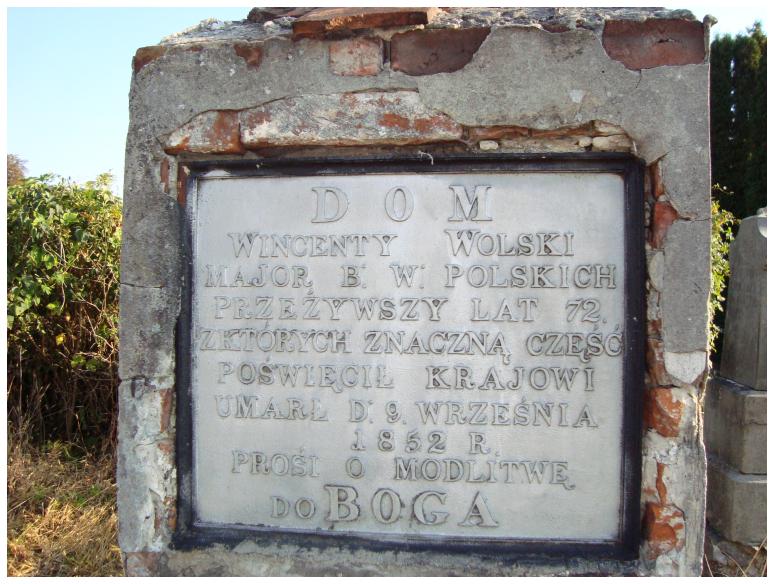 D O M
WINCENTY WOLSKI
MAJOR B. W. POLSKICH
PRZEŻYWSZY LAT 72.
ZKTÓRYCH ZNACZNĄ CZĘŚĆ
POŚWIĘCIŁ KRAJOWI
UMARŁ D. 9. WRZEŚNIA
1852 R.
PROSI O MODLITWĘ
DO BOGA